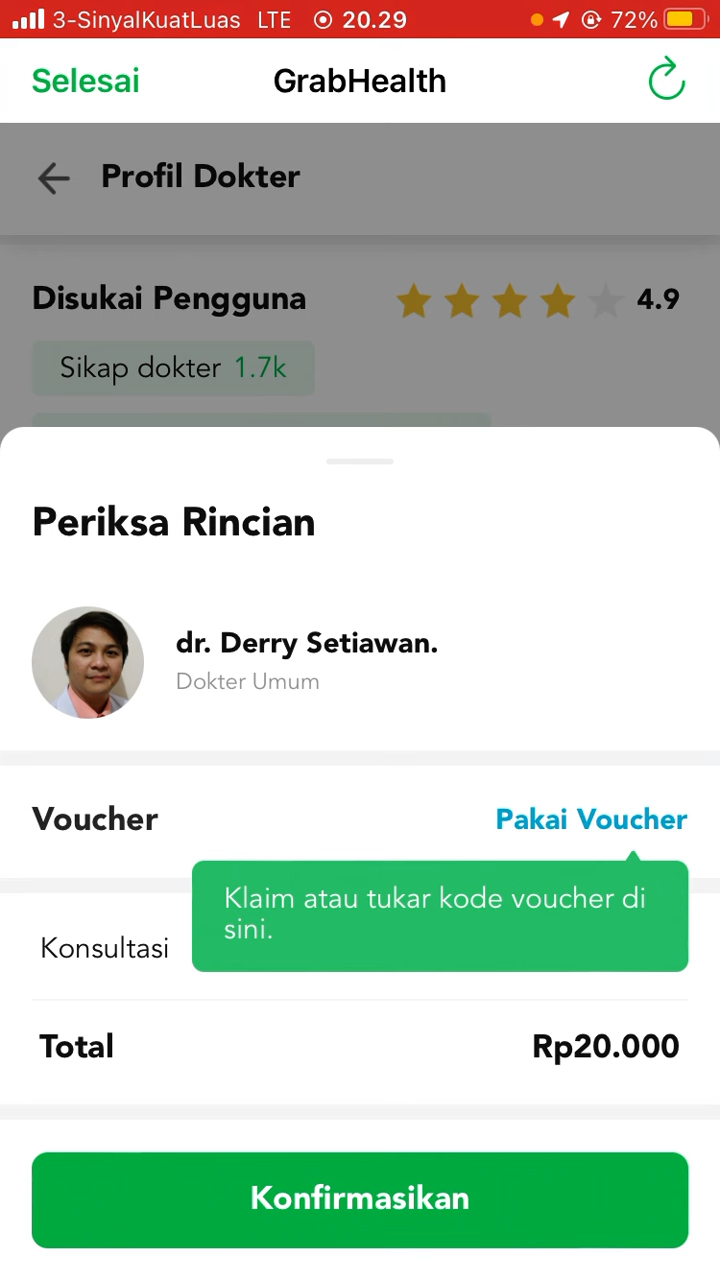 3-SinyalKuatLuas LTE 20.29 72%
Selesai GrabHealth
Profil Dokter
Disukai Pengguna 4.9
Sikap dokter 1.7k
Periksa Rincian
dr. Derry Setiawan.
Dokter Umum
Voucher Pakai Voucher
Klaim atau tukar kode voucher di
sini.
Konsultasi
Total Rp20.000
Konfirmasikan